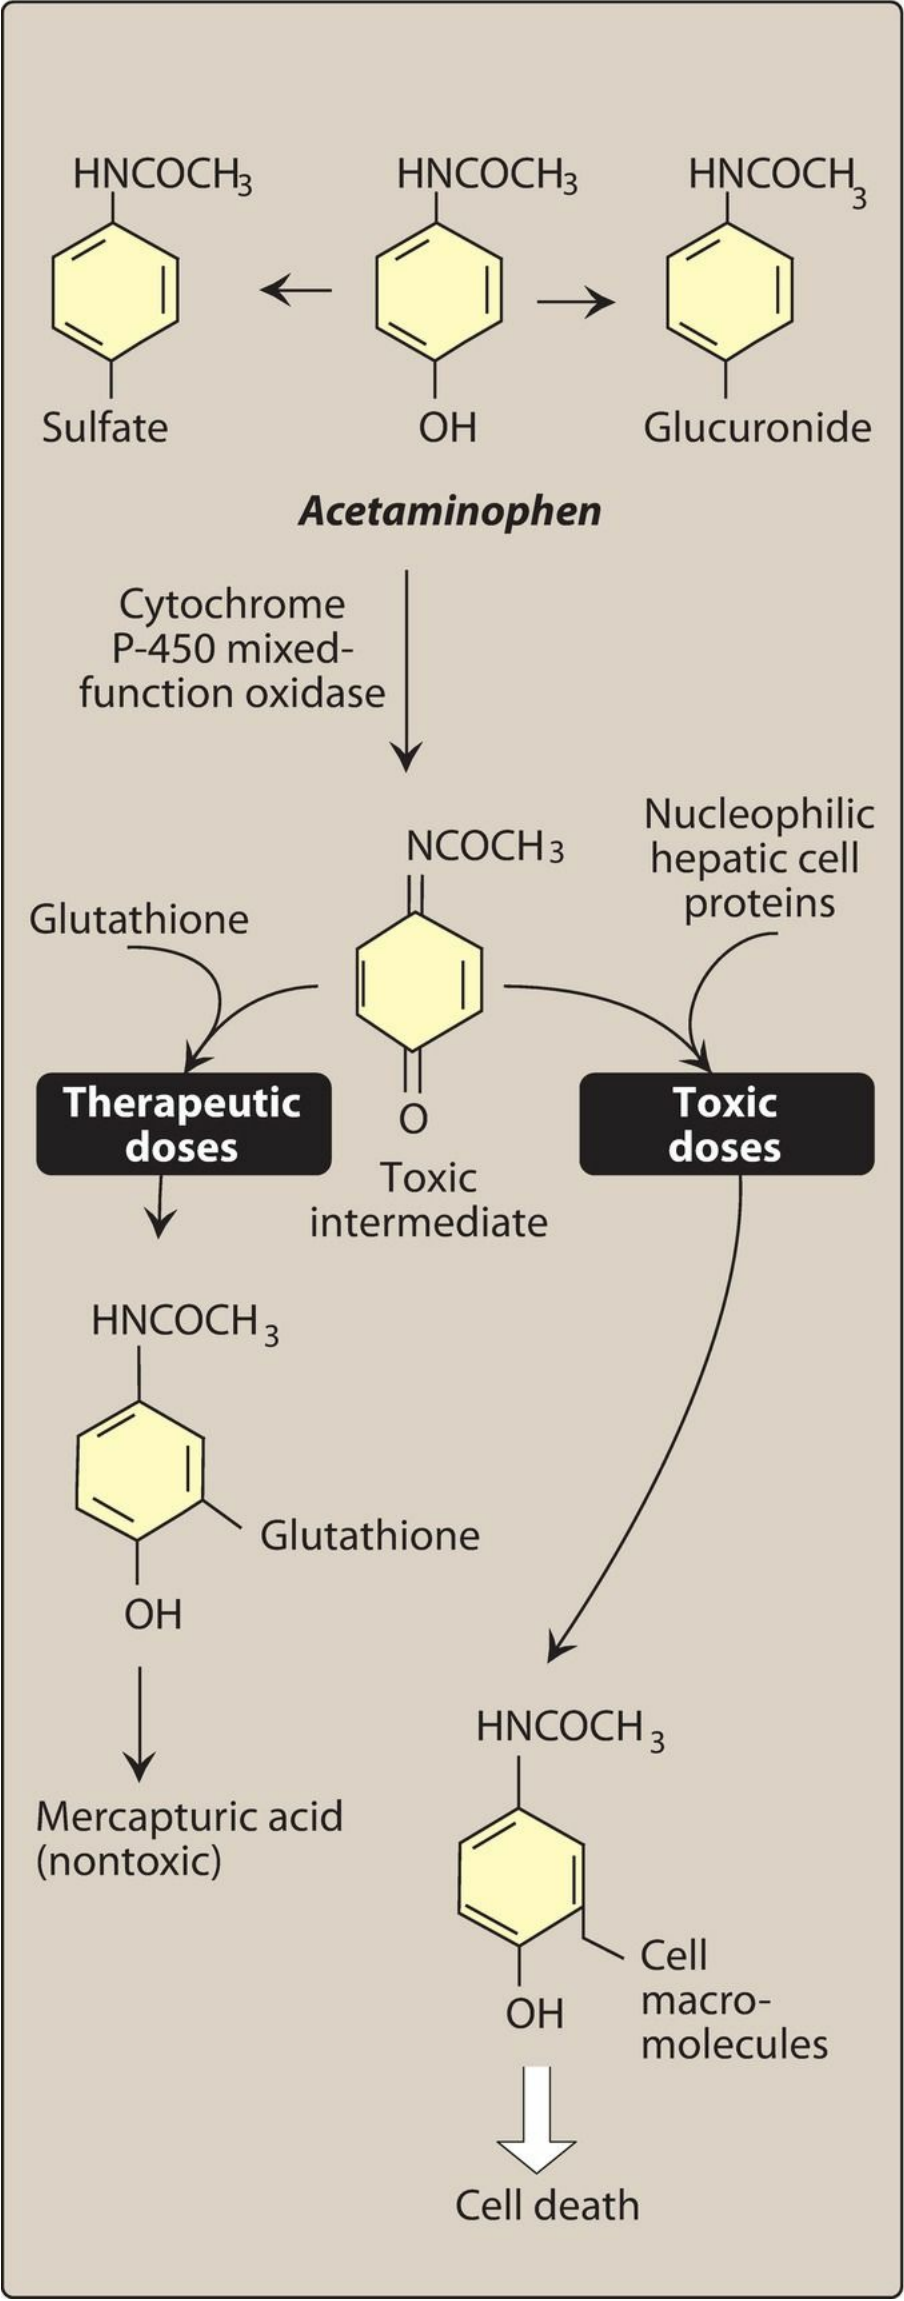 HNCOCH3
HNCOCH3
HNCOCH3
Sulfate
OH
Glucuronide
Acetaminophen
Cytochrome
P-450 mixed-
function oxidase
NCOCH3
Nucleophilic
hepatic cell
proteins
Glutathione
Therapeutic
doses
O
Toxic
intermediate
Toxic
doses
HNCOCH3
Glutathione
OH
Mercapturic acid
(nontoxic)
HNCOCH3
Cell
macro-
molecules
OH
Cell death